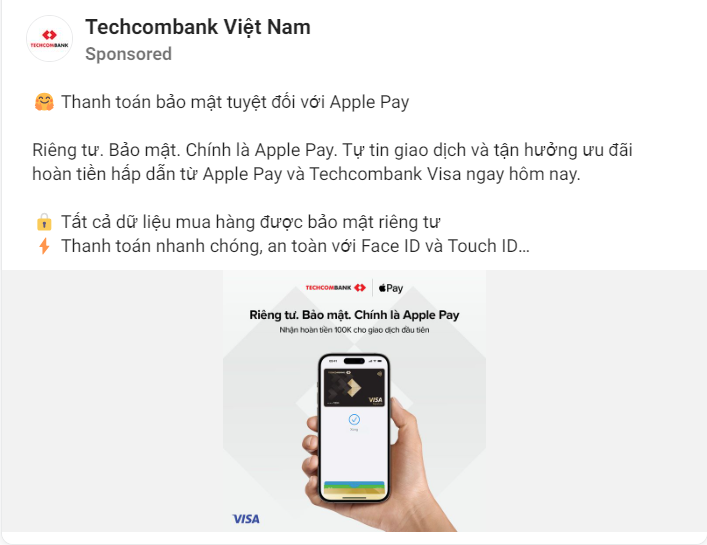 TECHCOMBANK
Techcombank Việt Nam
Sponsored
🤗 Thanh toán bảo mật tuyệt đối với Apple Pay
Riêng tư. Bảo mật. Chính là Apple Pay. Tự tin giao dịch và tận hưởng ưu đãi
hoàn tiền hấp dẫn từ Apple Pay và Techcombank Visa ngay hôm nay.
🔒 Tất cả dữ liệu mua hàng được bảo mật riêng tư
⚡ Thanh toán nhanh chóng, an toàn với Face ID và Touch ID...
TECHCOMBANK Pay
Riêng tư. Bảo mật. Chính là Apple Pay
Nhận hoàn tiền 100K cho giao dịch đầu tiên
TECHCOMBANK
VISA
VISA